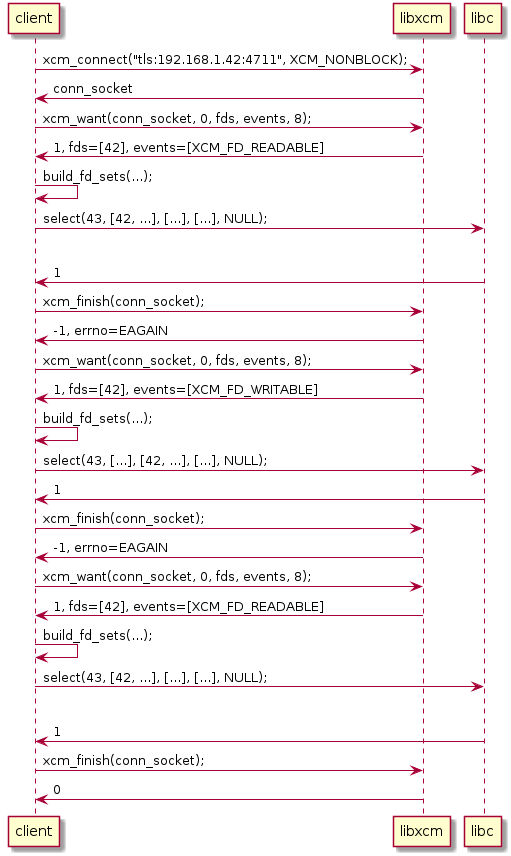 client libxcm libc
xcm_connect("tls:192.168.1.42:4711", XCM_NONBLOCK);
conn_socket
xcm_want(conn_socket, 0, fds, events, 8);
1, fds=[42], events=[XCM_FD_READABLE]
build_fd_sets(...);
select(43, [42, ...], [...], [...], NULL);
1
xcm_finish(conn_socket);
-1, errno=EAGAIN
xcm_want(conn_socket, 0, fds, events, 8);
1, fds=[42], events=[XCM_FD_WRITABLE]
build_fd_sets(...);
select(43, [...], [42, ...], [...], NULL);
1
xcm_finish(conn_socket);
-1, errno=EAGAIN
xcm_want(conn_socket, 0, fds, events, 8);
1, fds=[42], events=[XCM_FD_READABLE]
build_fd_sets(...);
select(43, [42, ...], [...], [...], NULL);
1
xcm_finish(conn_socket);
0
client libxcm libc